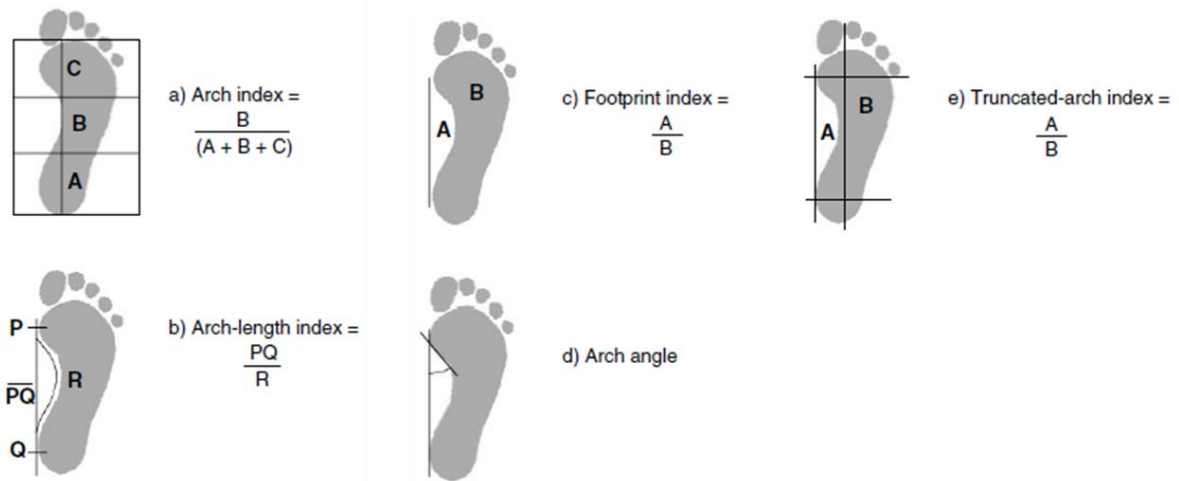 C
B
A
a) Arch index =
B
(A + B + C)
B
A
c) Footprint index =
A
B
B
A
e) Truncated-arch index =
A
B
P
PQ
Q
R
b) Arch-length index =
PQ
R
d) Arch angle